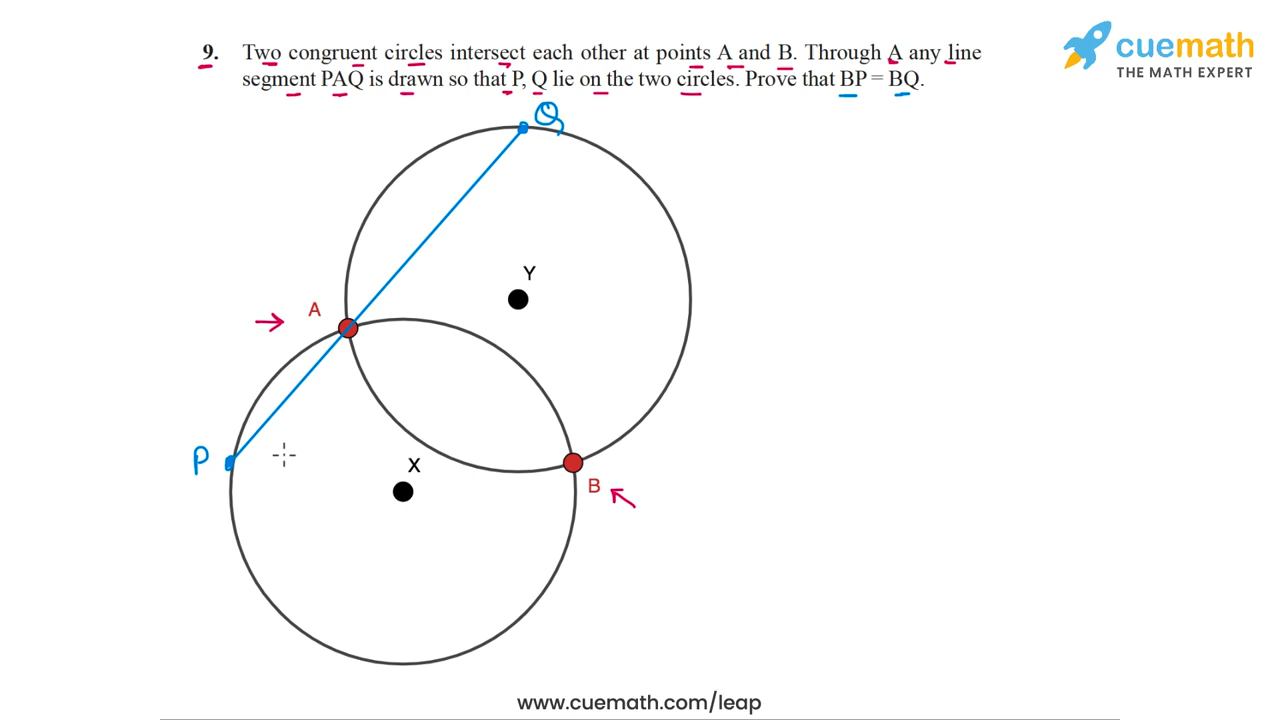 9. Two congruent circles intersect each other at points A and B. Through A any line
segment PAQ is drawn so that P, Q lie on the two circles. Prove that BP = BQ.
cuemath
THE MATH EXPERT
Q
Y
A
P
X
B
www.cuemath.com/leap